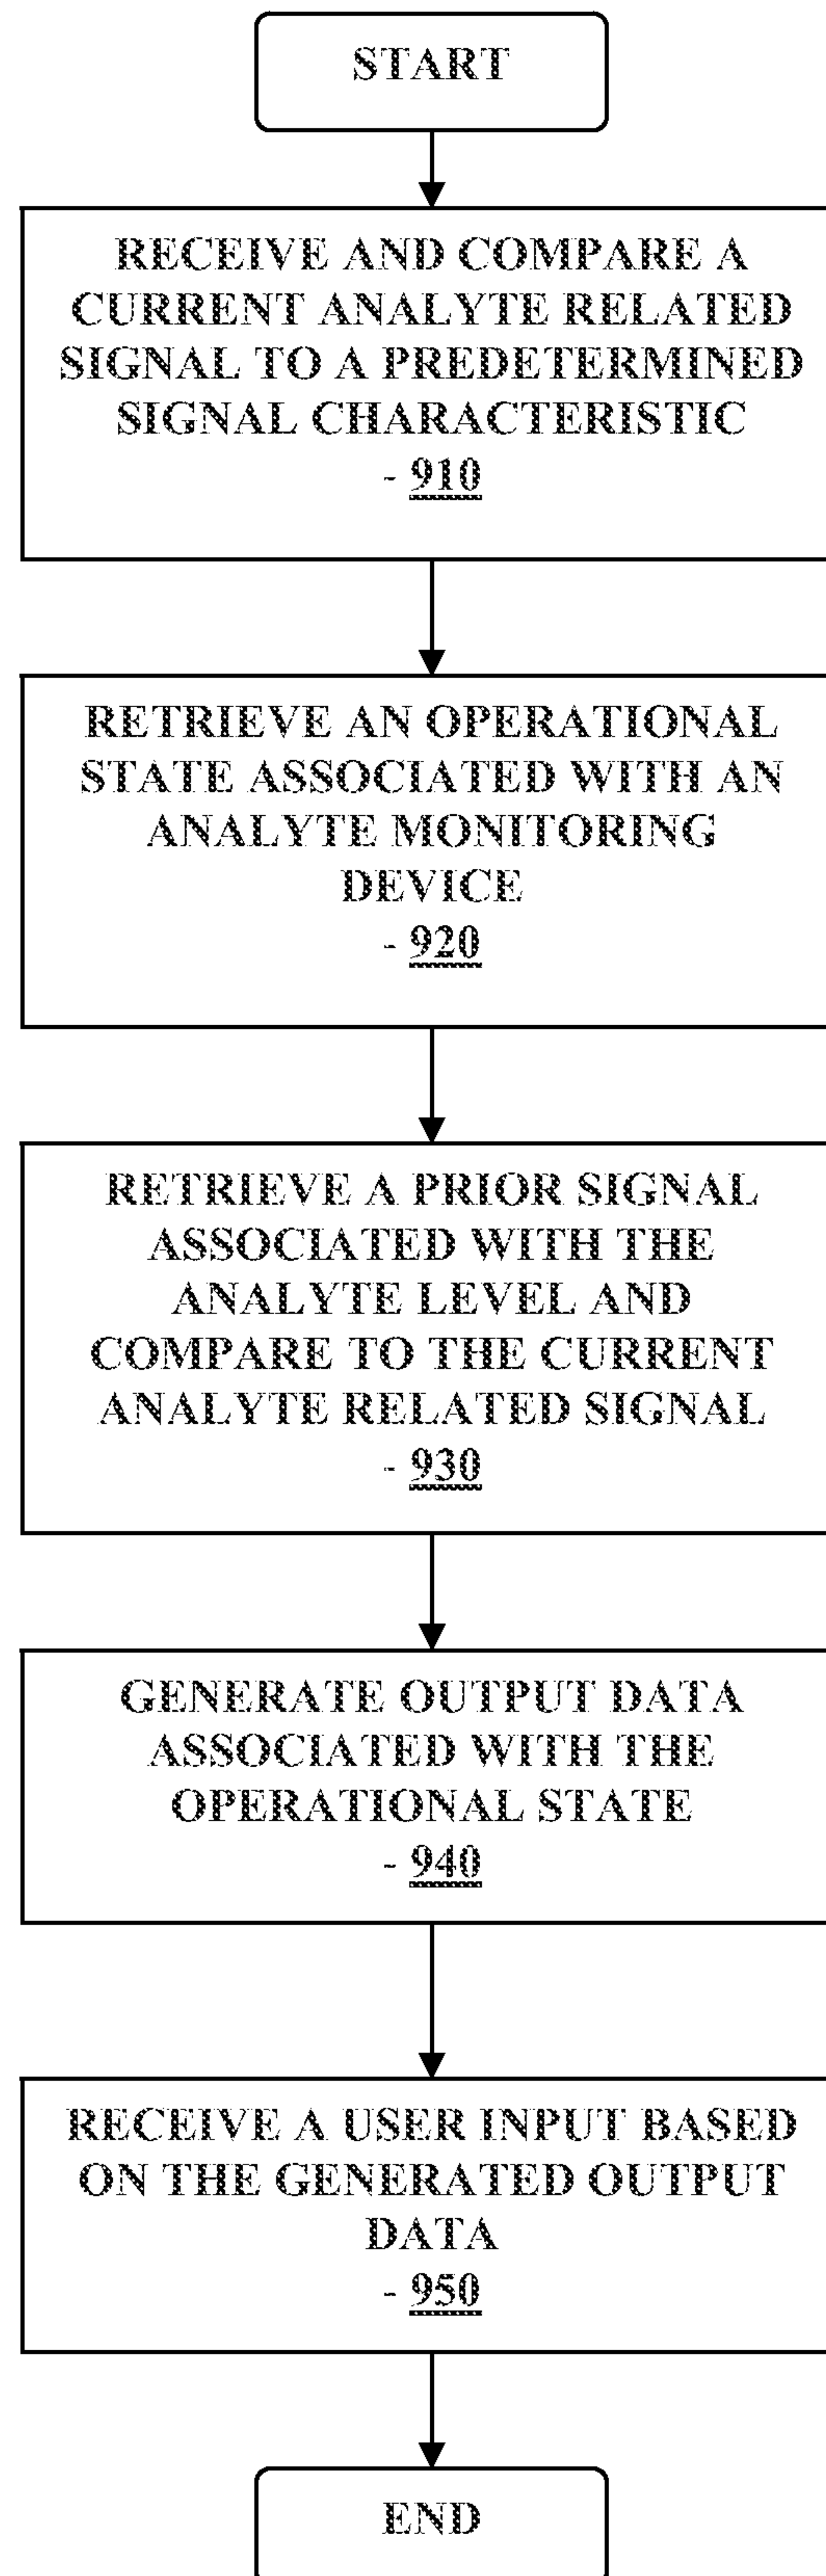 START
RECEIVE AND COMPARE A
CURRENT ANALYTE RELATED
SIGNAL TO A PREDETERMINED
SIGNAL CHARACTERISTIC
- 910
RETRIEVE AN OPERATIONAL
STATE ASSOCIATED WITH AN
ANALYTE MONITORING
DEVICE
- 920
RETRIEVE A PRIOR SIGNAL
ASSOCIATED WITH THE
ANALYTE LEVEL AND
COMPARE TO THE CURRENT
ANALYTE RELATED SIGNAL
- 930
GENERATE OUTPUT DATA
ASSOCIATED WITH THE
OPERATIONAL STATE
- 940
RECEIVE A USER INPUT BASED
ON THE GENERATED OUTPUT
DATA
- 950
END